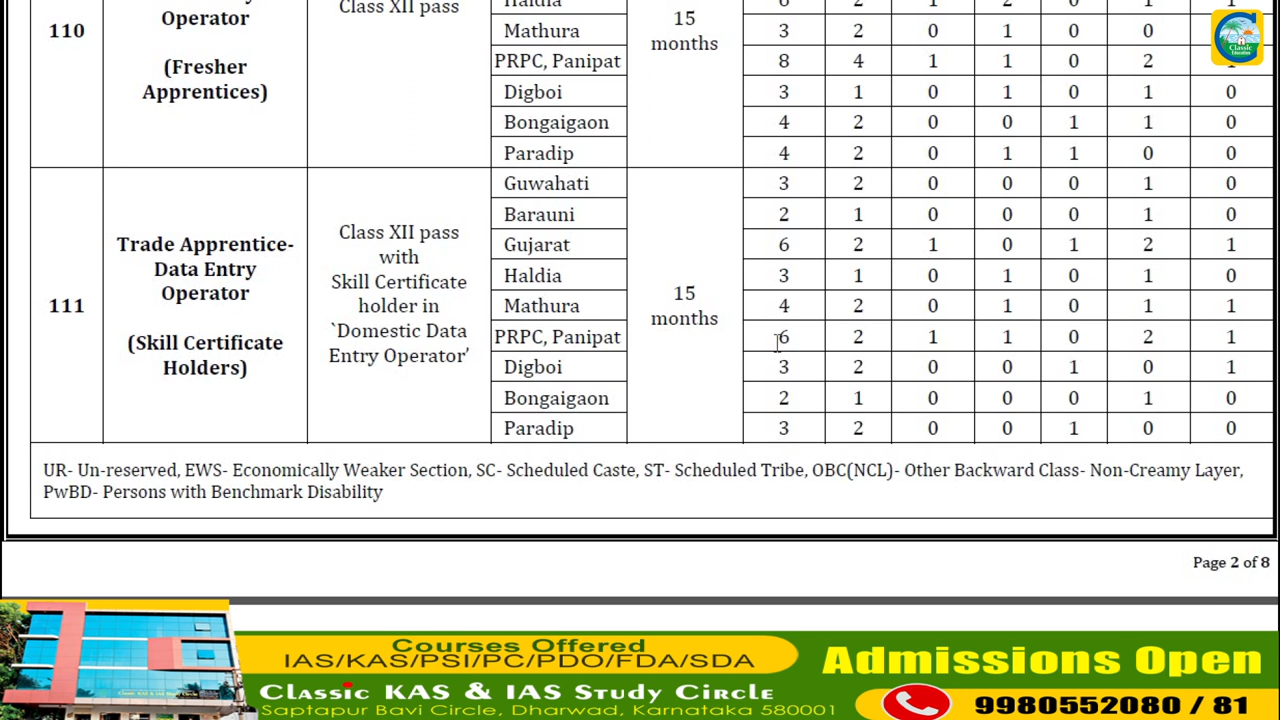 Operator
Class XII pass
Haldia 6 2 1 2 0 1 1
110
15
months
Mathura 3 2 0 1 0 0
(Fresher
Apprentices)
PRPC, Panipat 8 4 1 1 0 2
Digboi 3 1 0 1 0 1 0
Bongaigaon 4 2 0 0 1 1 0
Paradip 4 2 0 1 1 0 0
Guwahati 3 2 0 0 0 1 0
Barauni 2 1 0 0 0 1 0
111
Trade Apprentice-
Data Entry
Operator
(Skill Certificate
Holders)
Class XII pass
with
Skill Certificate
holder in
`Domestic Data
Entry Operator’
15
months
Gujarat 6 2 1 0 1 2 1
Haldia 3 1 0 1 0 1 0
Mathura 4 2 0 1 0 1 1
PRPC, Panipat 6 2 1 1 0 2 1
Digboi 3 2 0 0 1 0 1
Bongaigaon 2 1 0 0 0 1 0
Paradip 3 2 0 0 1 0 0
UR- Un-reserved, EWS- Economically Weaker Section, SC- Scheduled Caste, ST- Scheduled Tribe, OBC(NCL)- Other Backward Class- Non-Creamy Layer,
PwBD- Persons with Benchmark Disability
Page 2 of 8
Classic
Education
Courses Offered
IAS/KAS/PSI/PC/PDO/FDA/SDA
Classic KAS & IAS Study Circle
Saptapur Bavi Circle, Dharwad, Karnataka 580001
Admissions Open
9980552080 / 81